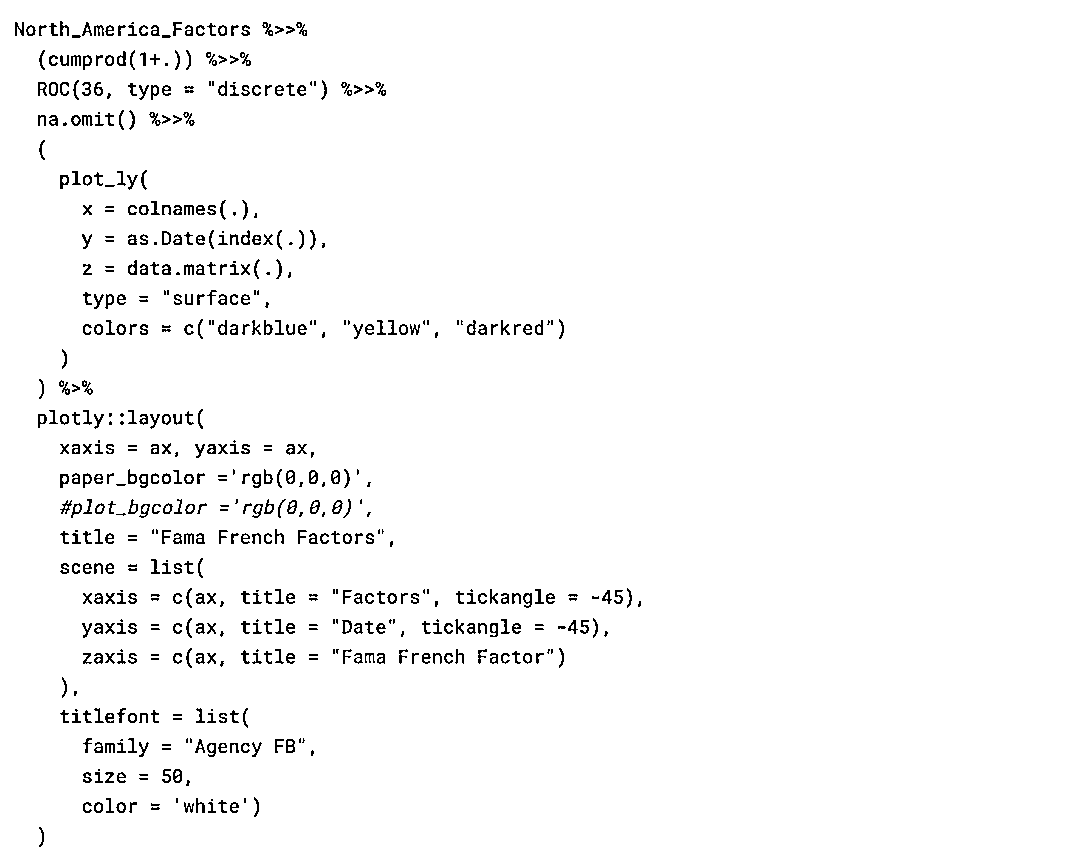 North_America_Factors %>>%
  (cumprod(1+.)) %>>%
  ROC(36, type = "discrete") %>>%
  na.omit() %>>%
  (
    plot_ly(
      x = colnames(.),
      y = as.Date(index(.)),
      z = data.matrix(.),
      type = "surface",
      colors = c("darkblue", "yellow", "darkred")
    )
  ) %>%
  plotly::layout(
    xaxis = ax, yaxis = ax,
    paper_bgcolor ='rgb(0,0,0)',
    #plot_bgcolor ='rgb(0,0,0)',
    title = "Fama French Factors",
    scene = list(
      xaxis = c(ax, title = "Factors", tickangle = -45),
      yaxis = c(ax, title = "Date", tickangle = -45),
      zaxis = c(ax, title = "Fama French Factor")
    ),
    titlefont = list(
      family = "Agency FB",
      size = 50,
      color = 'white')
  )